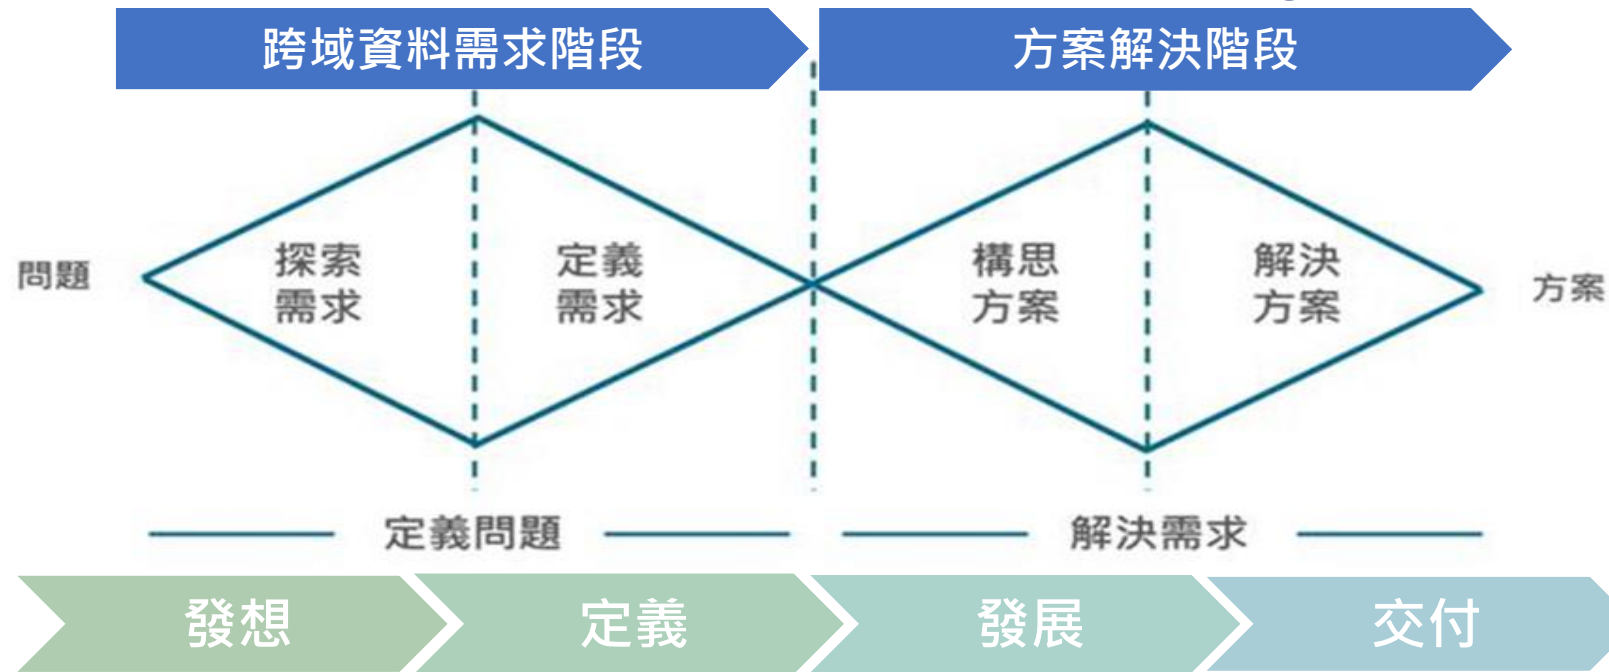 跨域資料需求階段
方案解決階段
問題
探索
需求
定義
需求
構思
方案
解決
方案
方案
定義問題
解決需求
發想
定義
發展
交付